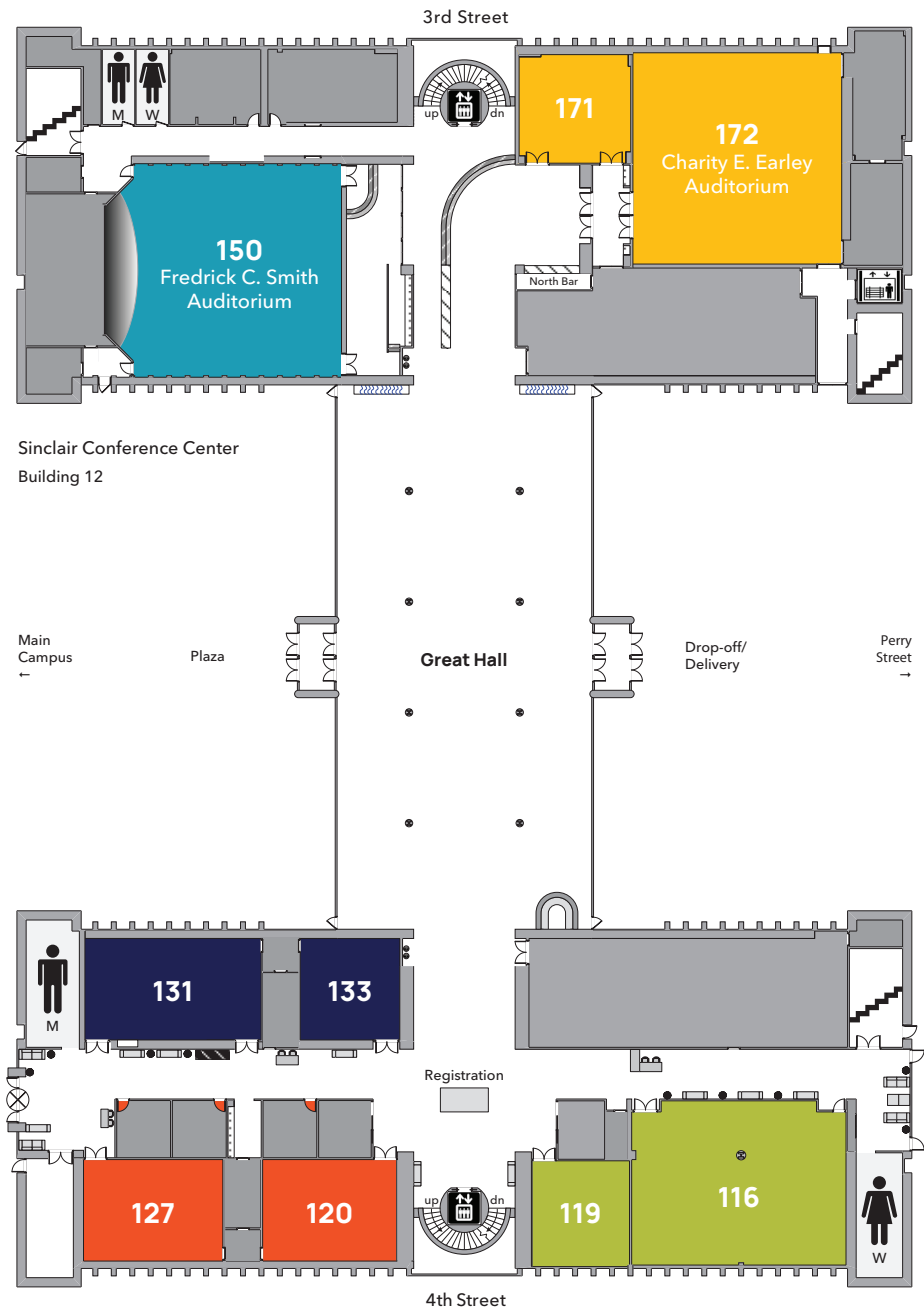 3rd Street
M
W
up
dn
171
172
Charity E. Earley
Auditorium
150
Fredrick C. Smith
Auditorium
North Bar
Sinclair Conference Center
Building 12
Main
Campus
←
Plaza
Great Hall
Drop-off/
Delivery
Perry
Street
→
131
133
M
Registration
127
120
up
dn
119
116
W
4th Street